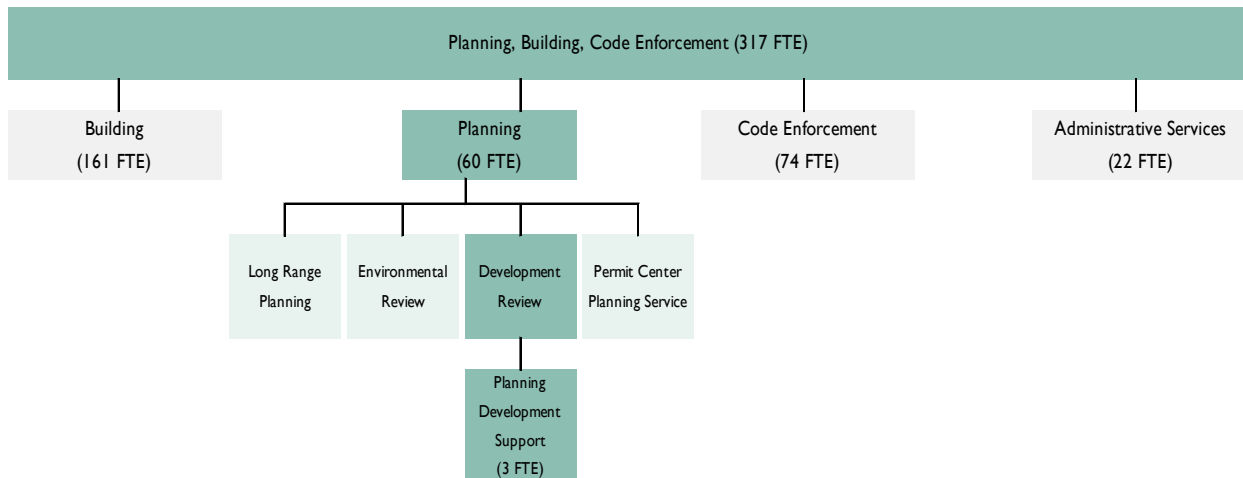 Planning, Building, Code Enforcement (317 FTE)
Building
(161 FTE)
Planning
(60 FTE)
Code Enforcement
(74 FTE)
Administrative Services
(22 FTE)
Long Range
Planning
Environmental
Review
Development
Review
Permit Center
Planning Service
Planning
Development
Support
(3 FTE)